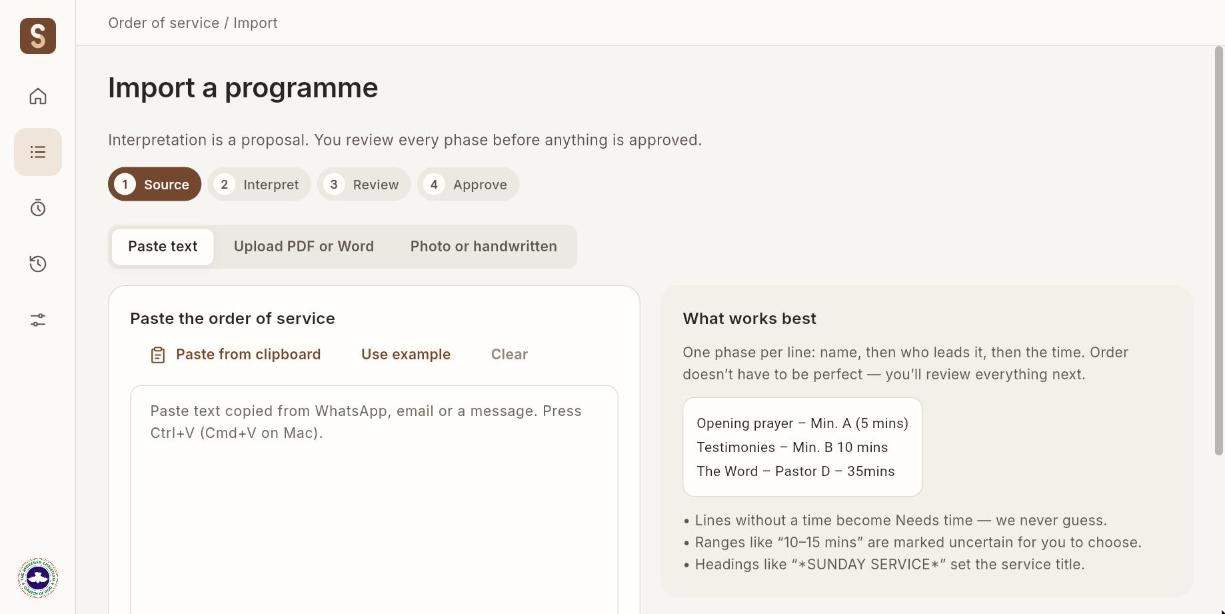 S
Order of service / Import
Import a programme
Interpretation is a proposal. You review every phase before anything is approved.
1 Source 2 Interpret 3 Review 4 Approve
Paste text Upload PDF or Word Photo or handwritten
Paste the order of service
Paste from clipboard Use example Clear
Paste text copied from WhatsApp, email or a message. Press
Ctrl+V (Cmd+V on Mac).
What works best
One phase per line: name, then who leads it, then the time. Order
doesn’t have to be perfect — you’ll review everything next.
Opening prayer – Min. A (5 mins)
Testimonies – Min. B 10 mins
The Word – Pastor D – 35mins
• Lines without a time become Needs time — we never guess.
• Ranges like “10–15 mins” are marked uncertain for you to choose.
• Headings like “*SUNDAY SERVICE*” set the service title.